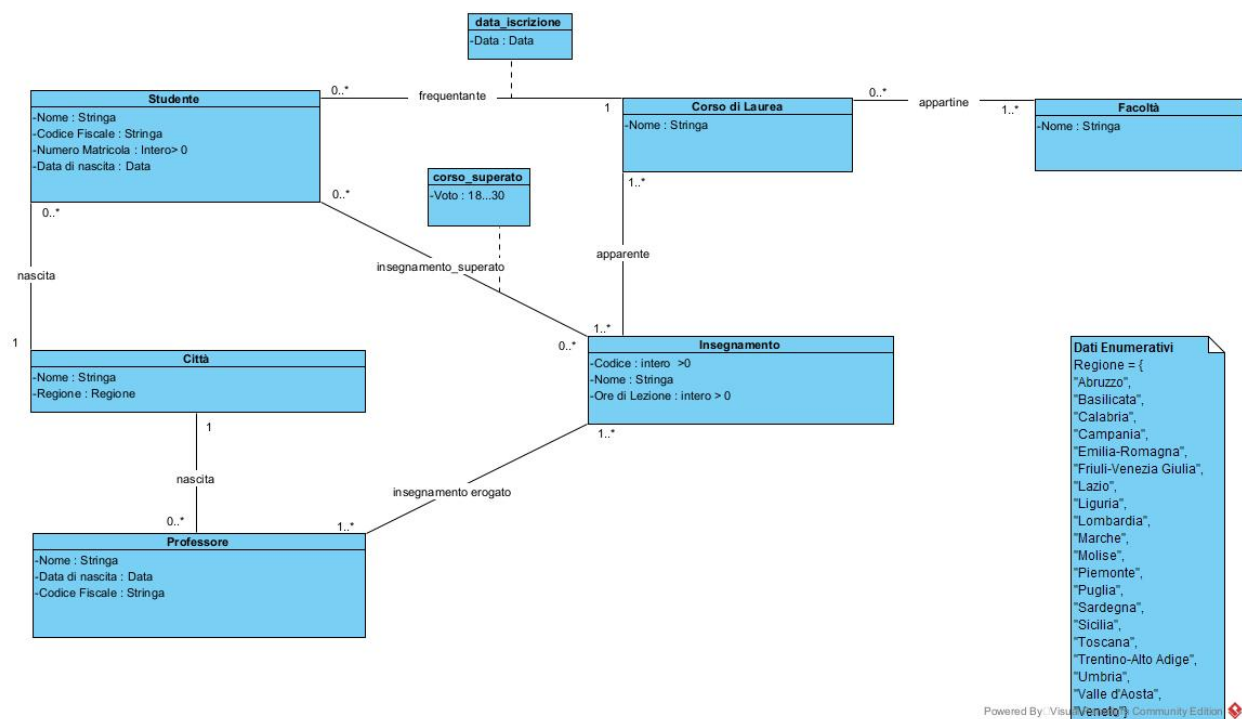 data_iscrizione
-Data : Data
Studente
-Nome : Stringa
-Codice Fiscale : Stringa
-Numero Matricola : Intero> 0
-Data di nascita : Data
0..*
frequentante
1
Corso di Laurea
-Nome : Stringa
0..*
appartine
1..*
Facoltà
-Nome : Stringa
corso_superato
-Voto : 18...30
0..*
0..*
1..*
insegnamento_superato
apparente
nascita
1
1..*
0..*
Città
-Nome : Stringa
-Regione : Regione
Insegnamento
-Codice : intero >0
-Nome : Stringa
-Ore di Lezione : intero > 0
1
1..*
nascita
insegnamento erogato
0..*
1..*
Professore
-Nome : Stringa
-Data di nascita : Data
-Codice Fiscale : Stringa
Dati Enumerativi
Regione = {
"Abruzzo",
"Basilicata",
"Calabria",
"Campania",
"Emilia-Romagna",
"Friuli-Venezia Giulia",
"Lazio",
"Liguria",
"Lombardia",
"Marche",
"Molise",
"Piemonte",
"Puglia",
"Sardegna",
"Sicilia",
"Toscana",
"Trentino-Alto Adige",
"Umbria",
"Valle d'Aosta",
"Veneto"}
Powered By Visual Paradigm Community Edition